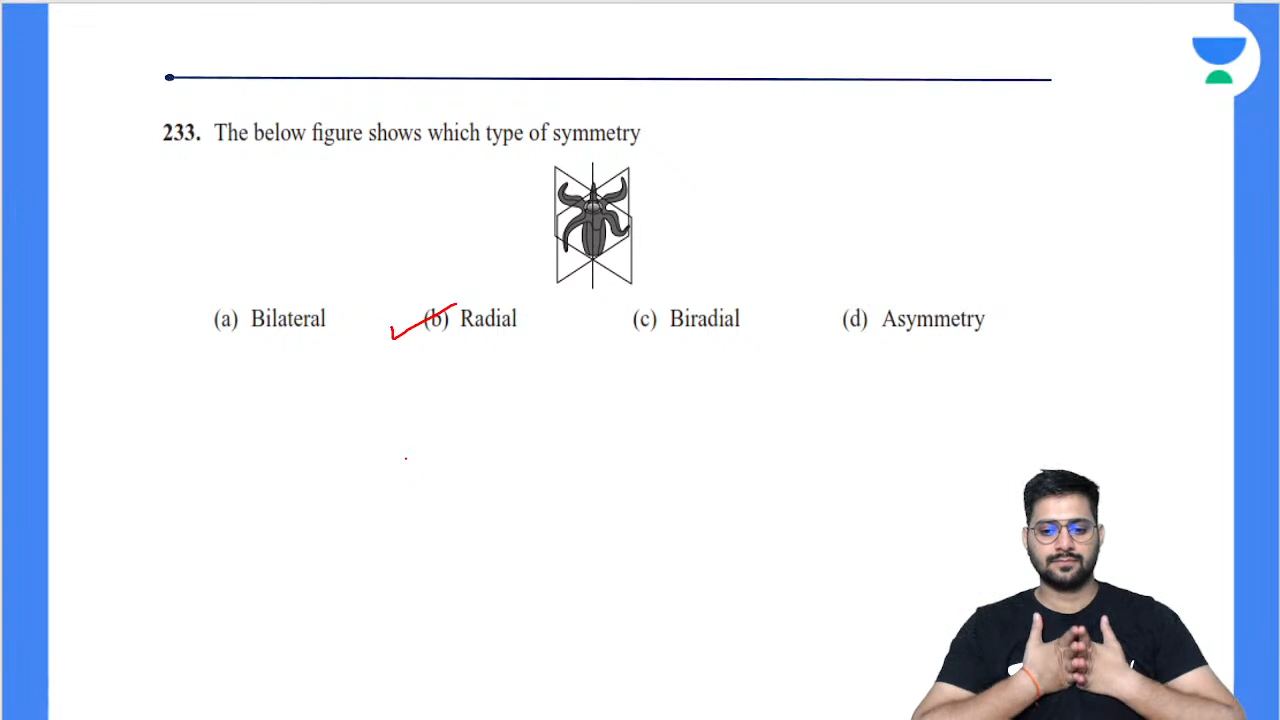 233. The below figure shows which type of symmetry
(a) Bilateral (b) Radial (c) Biradial (d) Asymmetry